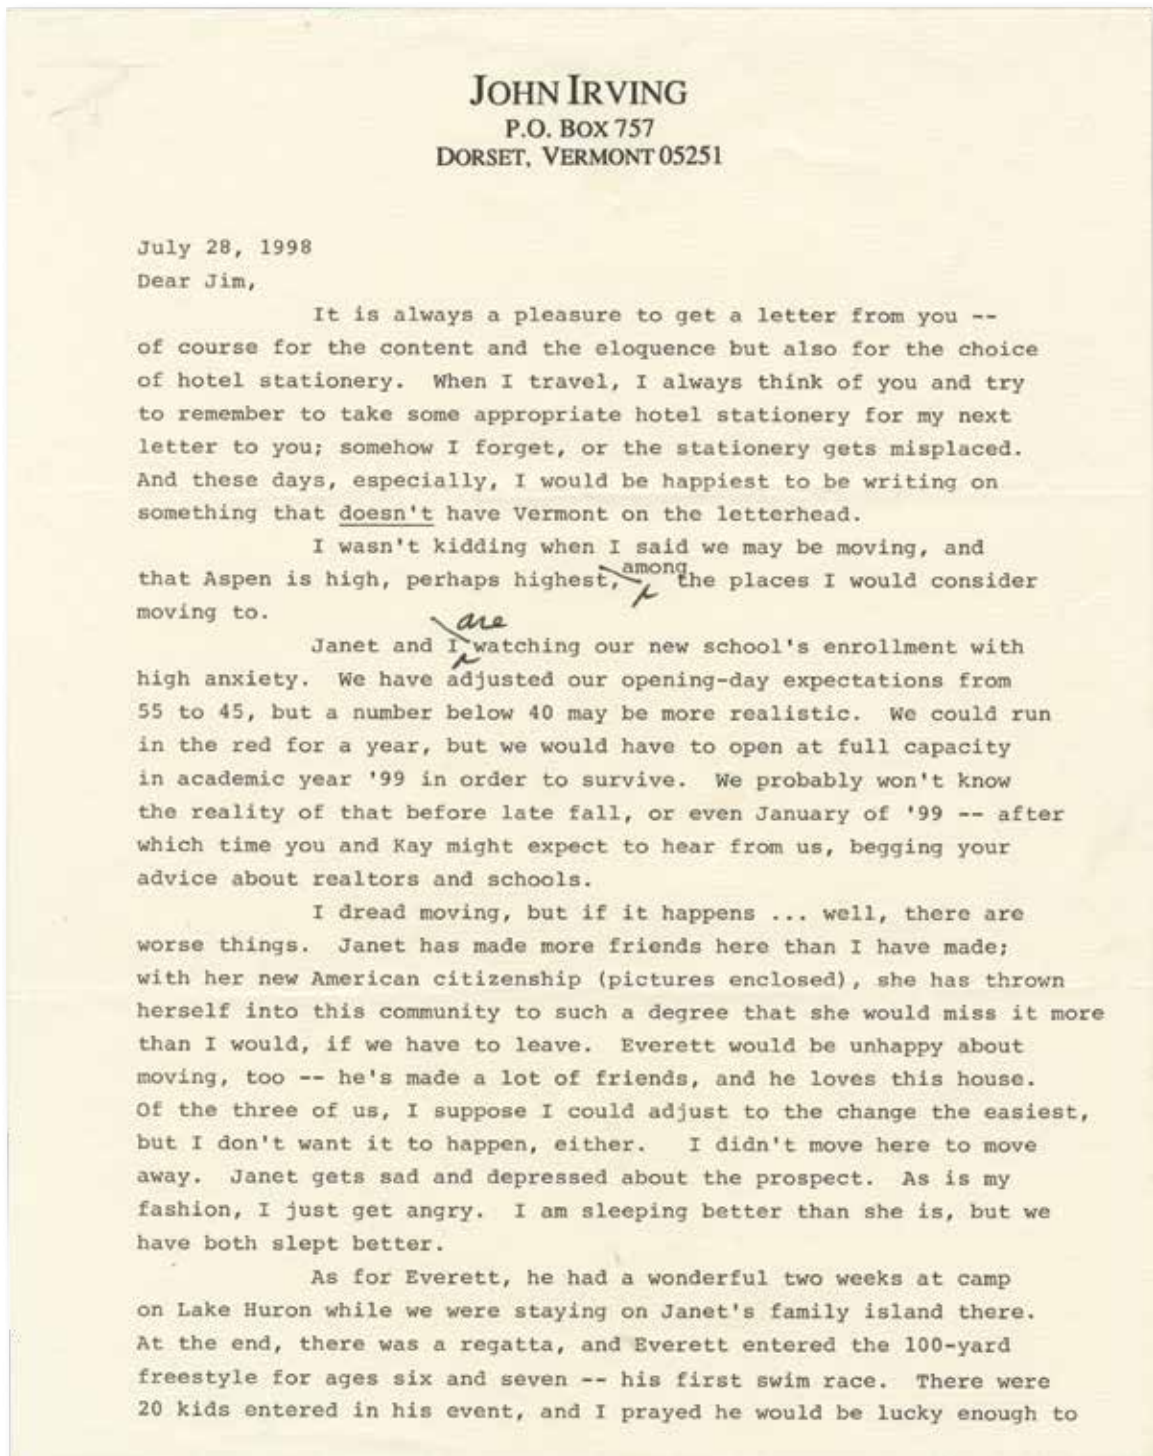 JOHN IRVING
P.O. BOX 757
DORSET, VERMONT 05251
July 28, 1998
Dear Jim,
It is always a pleasure to get a letter from you --
of course for the content and the eloquence but also for the choice
of hotel stationery. When I travel, I always think of you and try
to remember to take some appropriate hotel stationery for my next
letter to you; somehow I forget, or the stationery gets misplaced.
And these days, especially, I would be happiest to be writing on
something that doesn't have Vermont on the letterhead.
I wasn't kidding when I said we may be moving, and
that Aspen is high, perhaps highest, among the places I would consider
moving to.
Janet and I are watching our new school's enrollment with
high anxiety. We have adjusted our opening-day expectations from
55 to 45, but a number below 40 may be more realistic. We could run
in the red for a year, but we would have to open at full capacity
in academic year '99 in order to survive. We probably won't know
the reality of that before late fall, or even January of '99 -- after
which time you and Kay might expect to hear from us, begging your
advice about realtors and schools.
I dread moving, but if it happens ... well, there are
worse things. Janet has made more friends here than I have made;
with her new American citizenship (pictures enclosed), she has thrown
herself into this community to such a degree that she would miss it more
than I would, if we have to leave. Everett would be unhappy about
moving, too -- he's made a lot of friends, and he loves this house.
Of the three of us, I suppose I could adjust to the change the easiest,
but I don't want it to happen, either. I didn't move here to move
away. Janet gets sad and depressed about the prospect. As is my
fashion, I just get angry. I am sleeping better than she is, but we
have both slept better.
As for Everett, he had a wonderful two weeks at camp
on Lake Huron while we were staying on Janet's family island there.
At the end, there was a regatta, and Everett entered the 100-yard
freestyle for ages six and seven -- his first swim race. There were
20 kids entered in his event, and I prayed he would be lucky enough to